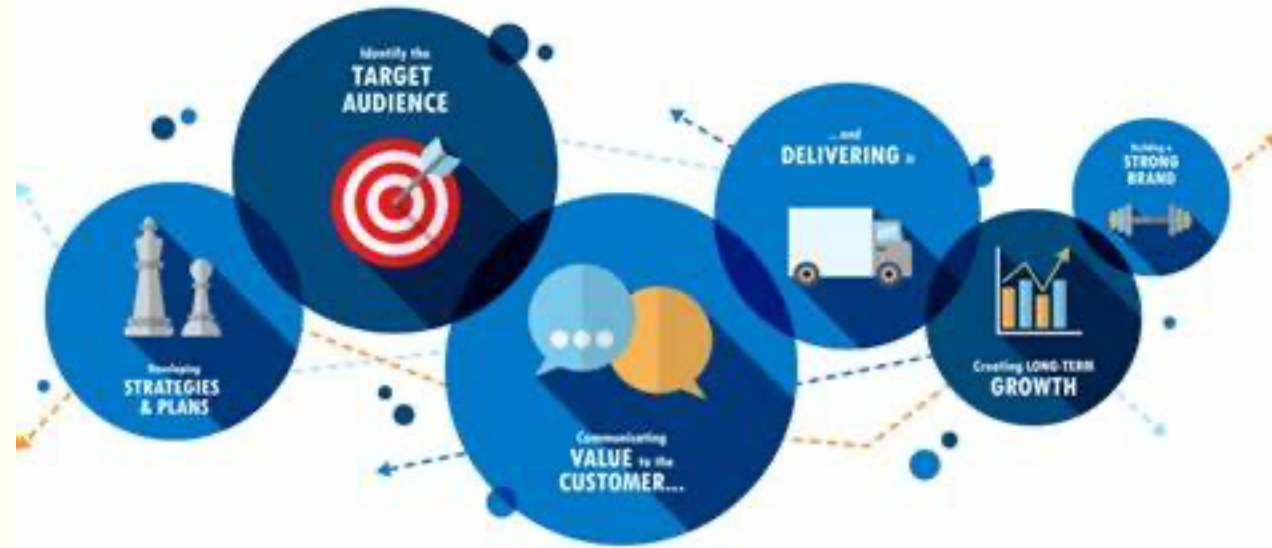 Developing
STRATEGIES
& PLANS
Identify the
TARGET
AUDIENCE
Communicating
VALUE to the
CUSTOMER...
...and
DELIVERING it
Creating LONG-TERM
GROWTH
Building a
STRONG
BRAND